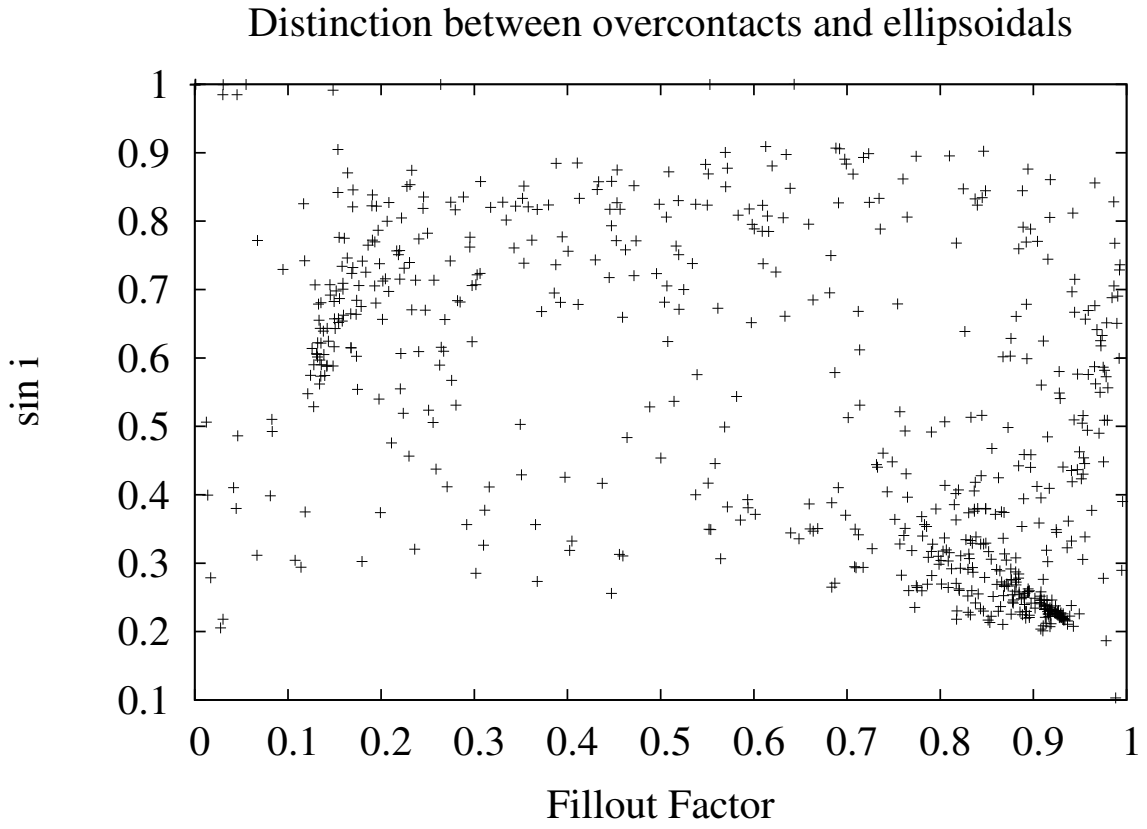 Distinction between overcontacts and ellipsoidals
1
0.9
0.8
0.7
0.6
0.5
0.4
0.3
0.2
0.1
sin i
0 0.1 0.2 0.3 0.4 0.5 0.6 0.7 0.8 0.9 1
Fillout Factor